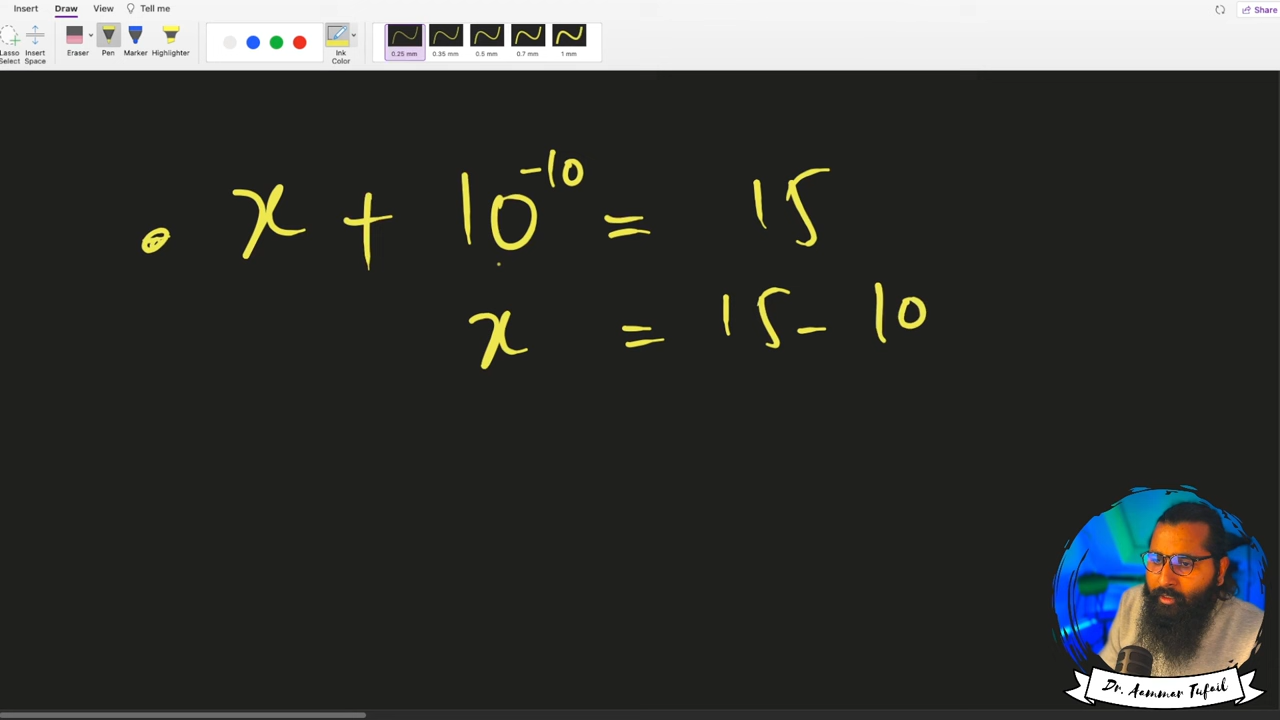 Insert Draw View Tell me Share
Lasso Select Insert Space Eraser Pen Marker Highlighter Ink Color 0.25 mm 0.35 mm 0.5 mm 0.7 mm 1 mm
x + 10^-10 = 15
x = 15 - 10
Dr. Aammar Tufail